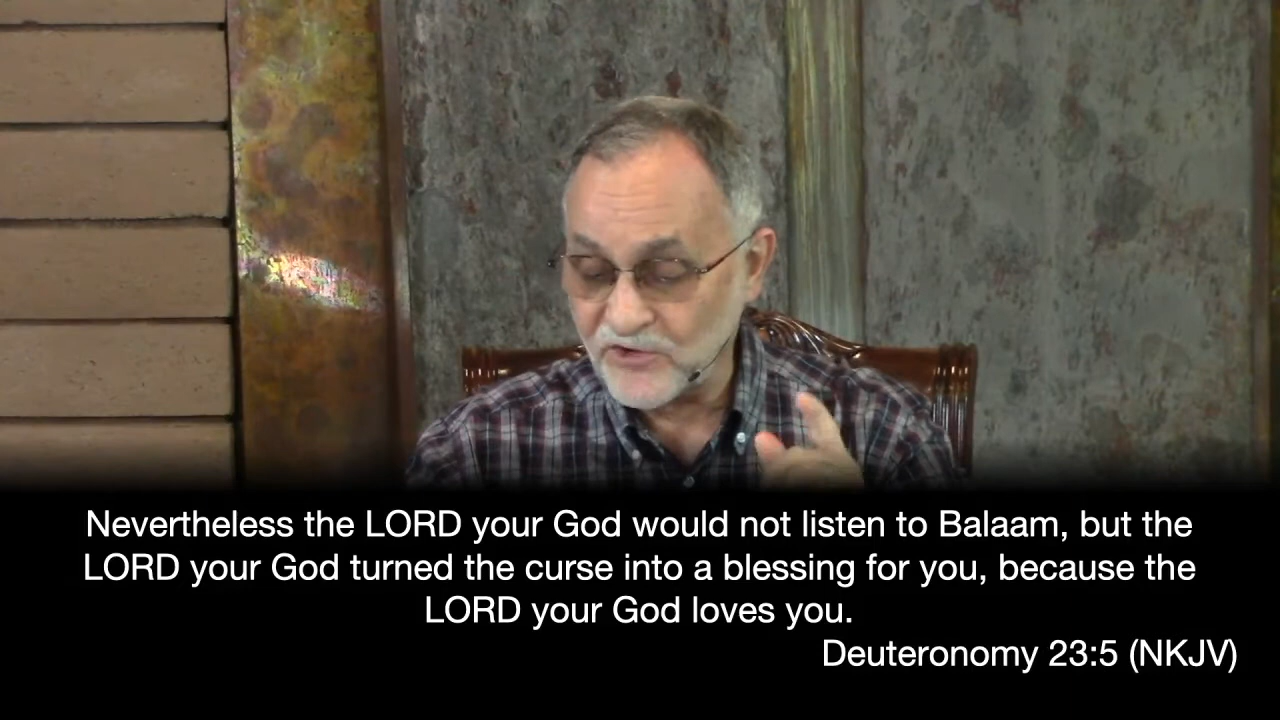 Nevertheless the LORD your God would not listen to Balaam, but the
LORD your God turned the curse into a blessing for you, because the
LORD your God loves you.
Deuteronomy 23:5 (NKJV)